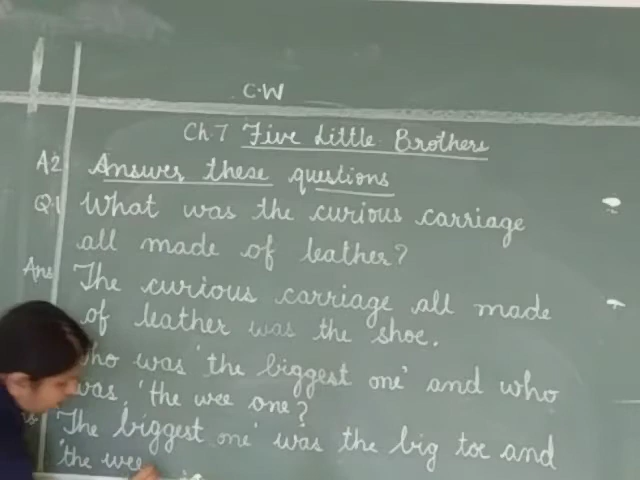 C.W
Ch.7 Five Little Brothers
A2 Answer these questions
Q1 What was the curious carriage
all made of leather?
Ans The curious carriage all made
of leather was the shoe.
who was 'the biggest one' and who
was 'the wee one?
'The biggest one' was the big toe and
'the wee